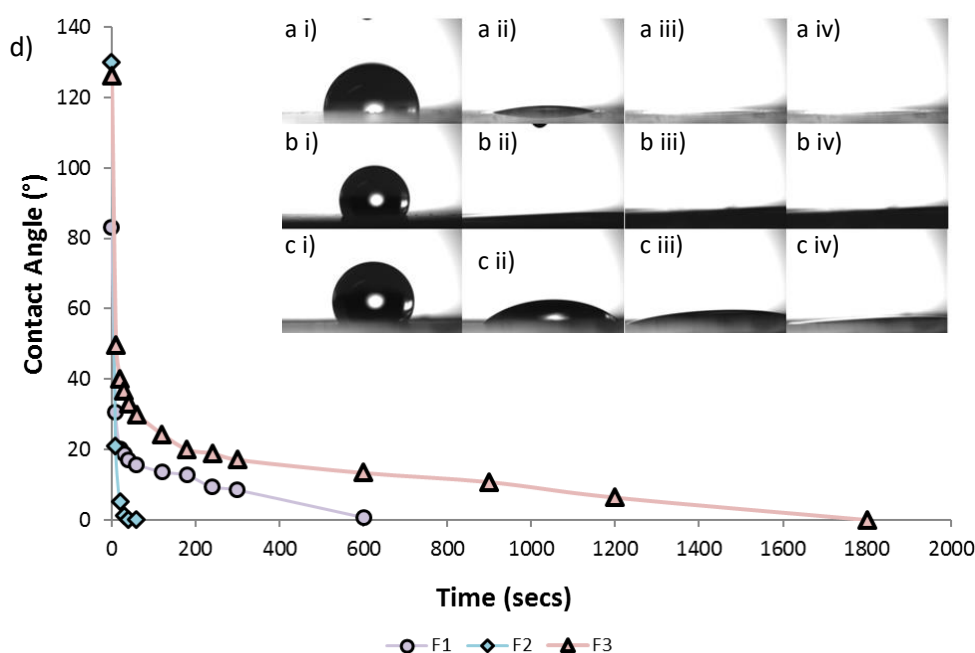 d)
a i) a ii) a iii) a iv)
b i) b ii) b iii) b iv)
c i) c ii) c iii) c iv)
Contact Angle (°)
140
120
100
80
60
40
20
0
0 200 400 600 800 1000 1200 1400 1600 1800 2000
Time (secs)
F1 F2 F3